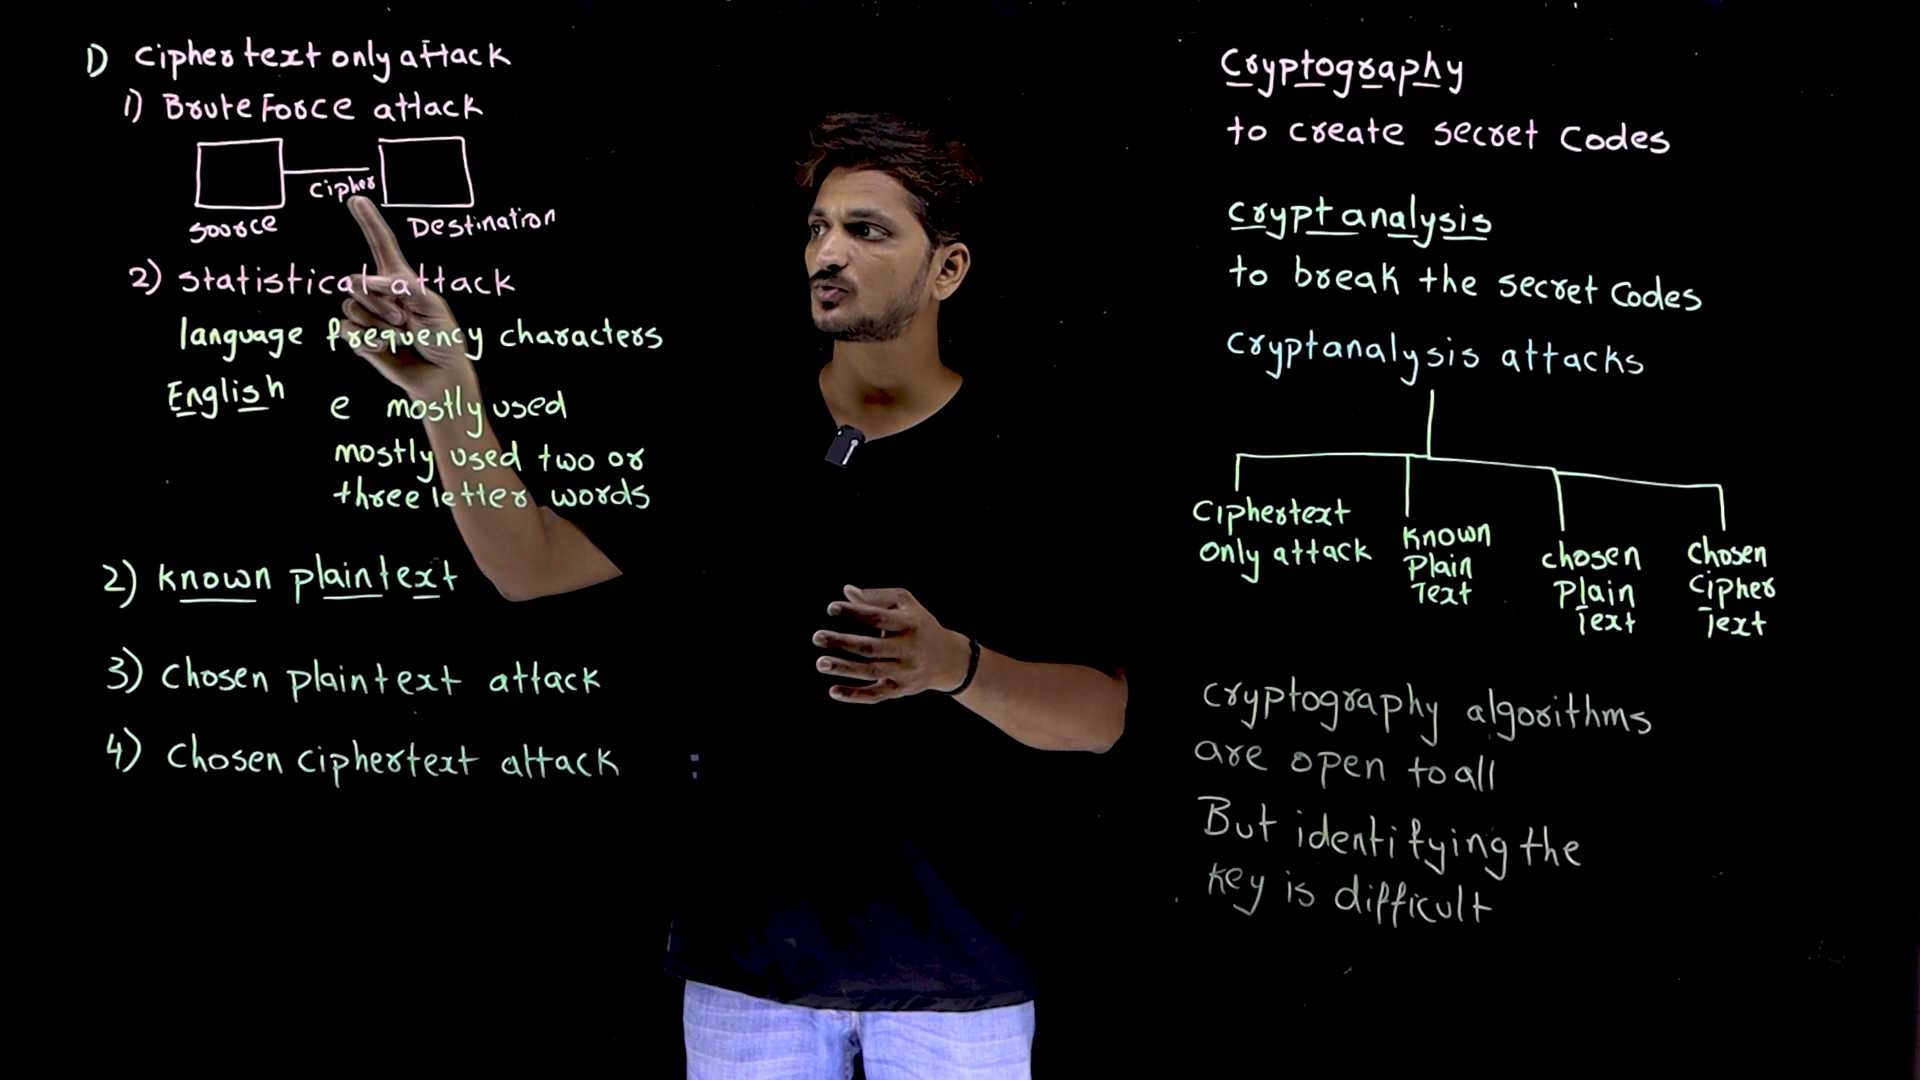 1) Ciphertext only attack
1) Brute Force attack
Cipher
Source
Destination
2) Statistical attack
language frequency characters
English
e mostly used
mostly used two or
three letter words
2) Known plaintext
3) Chosen plaintext attack
4) Chosen ciphertext attack
Cryptography
to create secret codes
Cryptanalysis
to break the secret codes
Cryptanalysis attacks
Ciphertext
Only attack
Known
Plain
Text
Chosen
Plain
Text
Chosen
Cipher
Text
Cryptography algorithms
are open to all
But identifying the
key is difficult